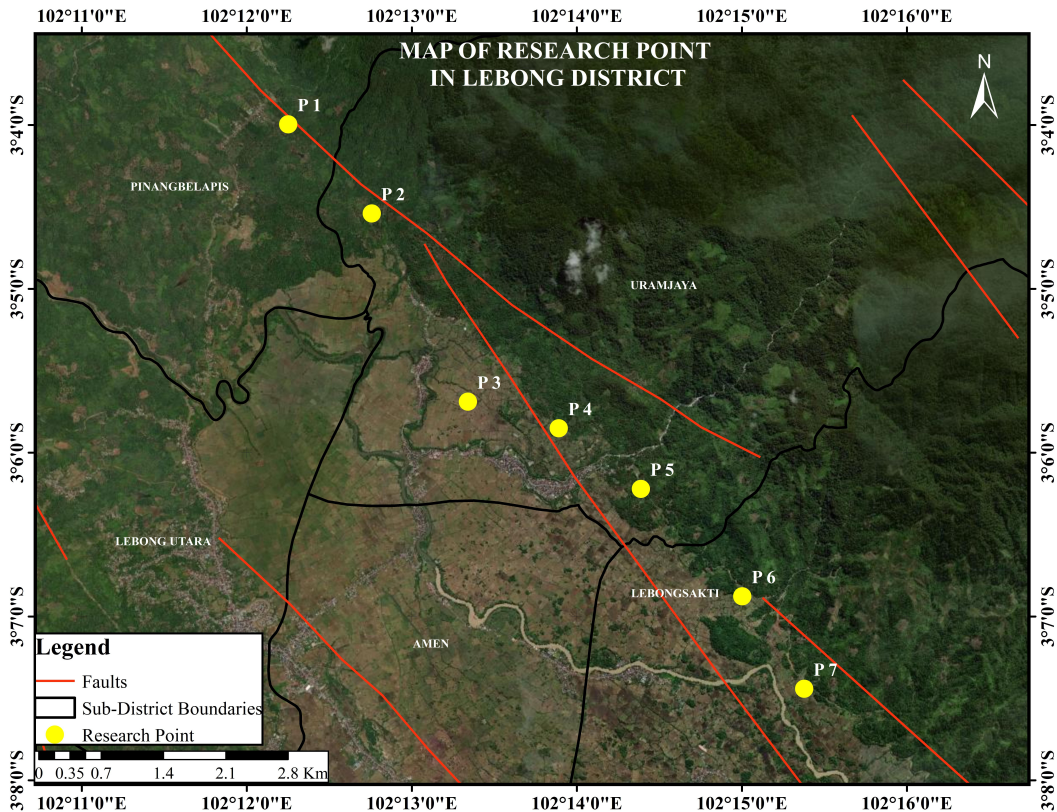 102°11'0"E 102°12'0"E 102°13'0"E 102°14'0"E 102°15'0"E 102°16'0"E
MAP OF RESEARCH POINT
IN LEBONG DISTRICT
N
P 1
3°4'0"S 3°4'0"S
PINANGBELAPIS
P 2
3°5'0"S 3°5'0"S
URAMJAYA
P 3
P 4
3°6'0"S 3°6'0"S
P 5
LEBONG UTARA
P 6
LEBONGSAKTI
3°7'0"S 3°7'0"S
AMEN
P 7
Legend
Faults
Sub-District Boundaries
Research Point
0 0.35 0.7 1.4 2.1 2.8 Km
3°8'0"S 3°8'0"S
102°11'0"E 102°12'0"E 102°13'0"E 102°14'0"E 102°15'0"E 102°16'0"E